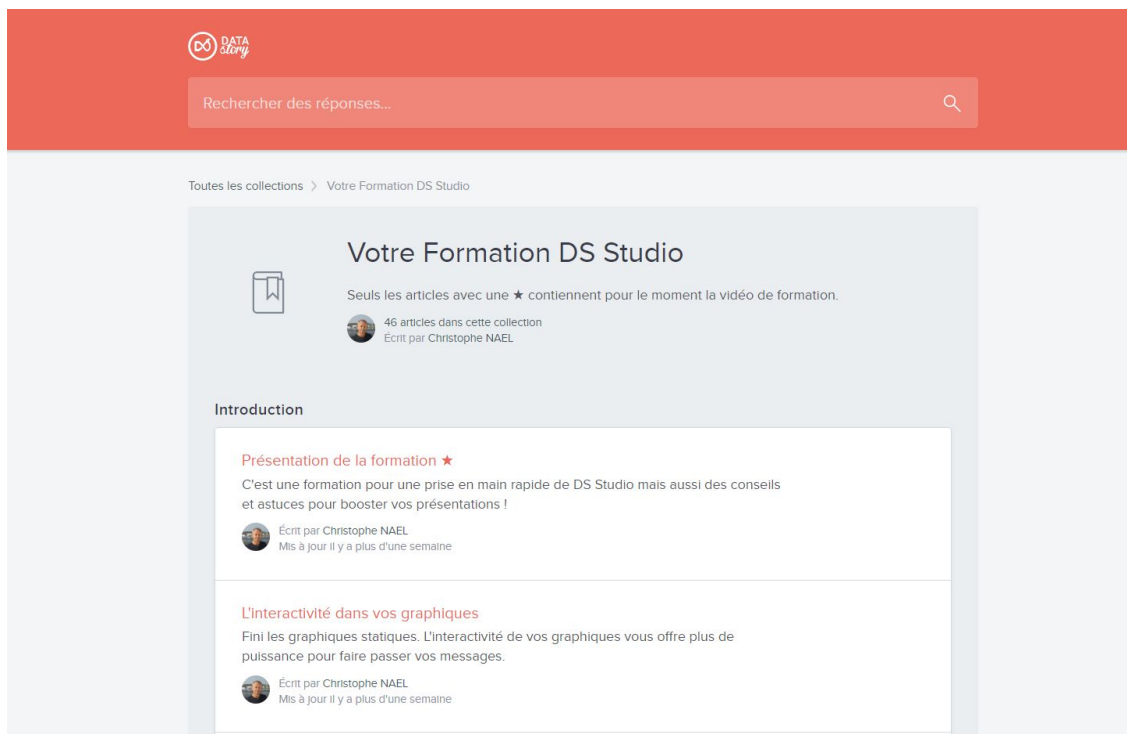 DATA
story
Rechercher des réponses...
Toutes les collections > Votre Formation DS Studio
Votre Formation DS Studio
Seuls les articles avec une ★ contiennent pour le moment la vidéo de formation.
46 articles dans cette collection
Écrit par Christophe NAEL
Introduction
Présentation de la formation ★
C'est une formation pour une prise en main rapide de DS Studio mais aussi des conseils
et astuces pour booster vos présentations !
Écrit par Christophe NAEL
Mis à jour il y a plus d'une semaine
L'interactivité dans vos graphiques
Fini les graphiques statiques. L'interactivité de vos graphiques vous offre plus de
puissance pour faire passer vos messages.
Écrit par Christophe NAEL
Mis à jour il y a plus d'une semaine